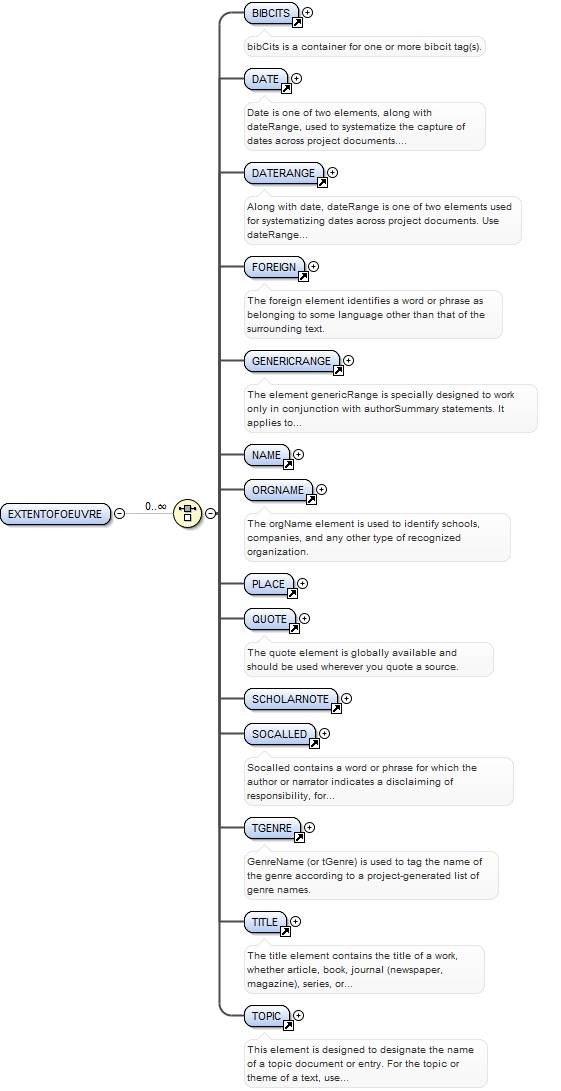 BIBCITS
bibCits is a container for one or more bibcit tag(s).
DATE
Date is one of two elements, along with
dateRange, used to systematize the capture of
dates across project documents....
DATERANGE
Along with date, dateRange is one of two elements used
for systematizing dates across project documents. Use
dateRange...
FOREIGN
The foreign element identifies a word or phrase as
belonging to some language other than that of the
surrounding text.
GENERICRANGE
The element genericRange is specially designed to work
only in conjunction with authorSummary statements. It
applies to...
NAME
ORGNAME
EXTENTOFOEUVRE
0..∞
The orgName element is used to identify schools,
companies, and any other type of recognized
organization.
PLACE
QUOTE
The quote element is globally available and
should be used wherever you quote a source.
SCHOLARNOTE
SOCALLED
Socalled contains a word or phrase for which the
author or narrator indicates a disclaiming of
responsibility, for...
TGENRE
GenreName (or tGenre) is used to tag the name of
the genre according to a project-generated list of
genre names.
TITLE
The title element contains the title of a work,
whether article, book, journal (newspaper,
magazine), series, or...
TOPIC
This element is designed to designate the name
of a topic document or entry. For the topic or
theme of a text, use...